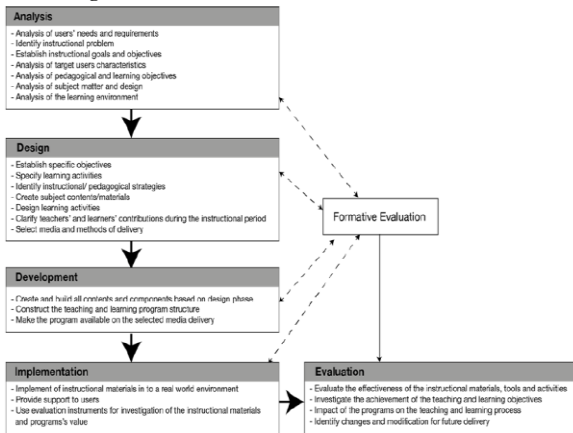 Analysis
- Analysis of users' needs and requirements
- Identify instructional problem
- Establish instructional goals and objectives
- Analysis of target users characteristics
- Analysis of pedagogical and learning objectives
- Analysis of subject matter and design
- Analysis of the learning environment
Design
- Establish specific objectives
- Specify learning activities
- Identify instructional/ pedagogical strategies
- Create subject contents/materials
- Design learning activities
- Clarify teachers' and learners' contributions during the instructional period
- Select media and methods of delivery
Formative Evaluation
Development
- Create and build all contents and components based on design phase
- Construct the teaching and learning program structure
- Make the program available on the selected media delivery
Implementation
- Implement of instructional materials in to a real world environment
- Provide support to users
- Use evaluation instruments for investigation of the instructional materials
and programs's value
Evaluation
- Evaluate the effectiveness of the instructional materials, tools and activities
- Investigate the achievement of the teaching and learning objectives
- Impact of the programs on the teaching and learning process
- Identify changes and modification for future delivery